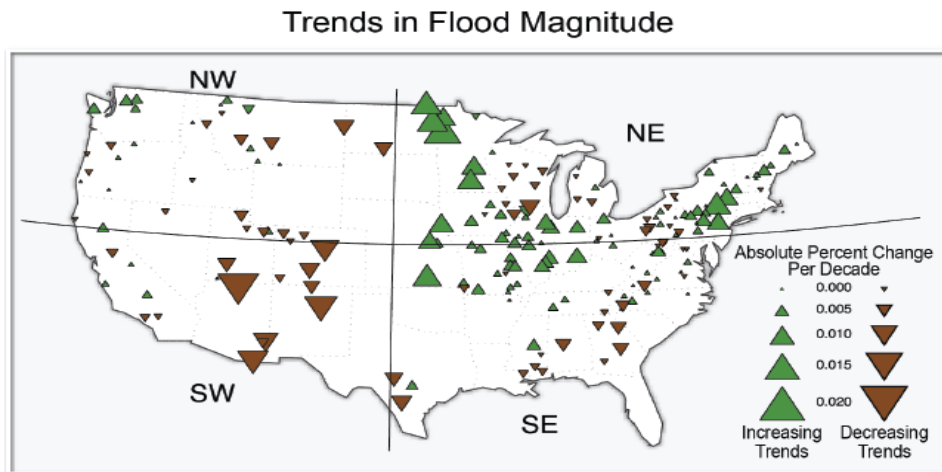 Trends in Flood Magnitude
NW
NE
SW
SE
Absolute Percent Change
Per Decade
0.000
0.005
0.010
0.015
0.020
Increasing Decreasing
Trends Trends